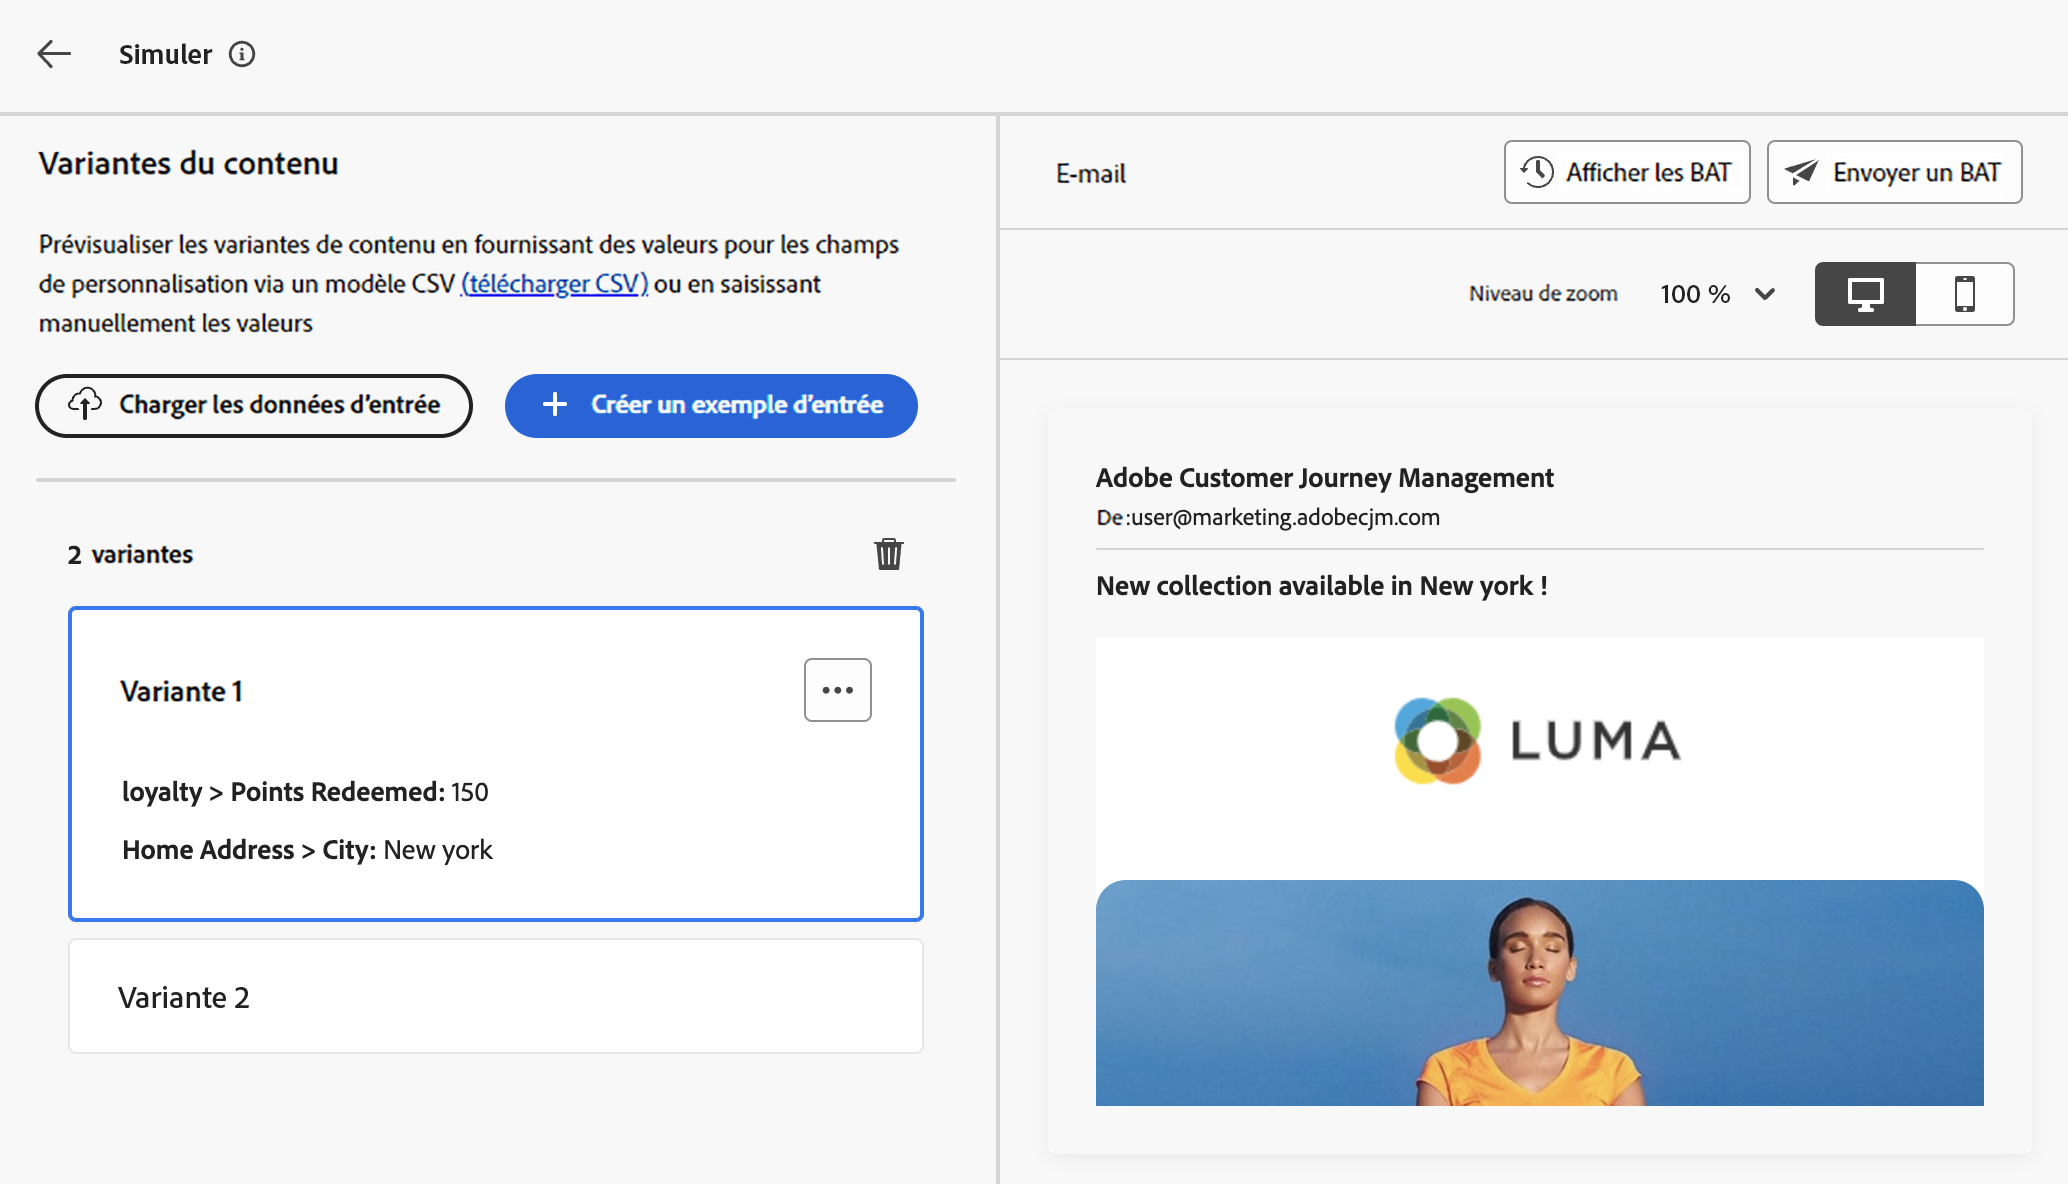 Simuler
Variantes du contenu
Prévisualiser les variantes de contenu en fournissant des valeurs pour les champs
de personnalisation via un modèle CSV (télécharger CSV) ou en saisissant
manuellement les valeurs
Charger les données d’entrée
Créer un exemple d’entrée
2 variantes
Variante 1
loyalty > Points Redeemed: 150
Home Address > City: New york
Variante 2
E-mail
Afficher les BAT
Envoyer un BAT
Niveau de zoom
100 %
Adobe Customer Journey Management
De:user@marketing.adobecjm.com
New collection available in New york !
LUMA